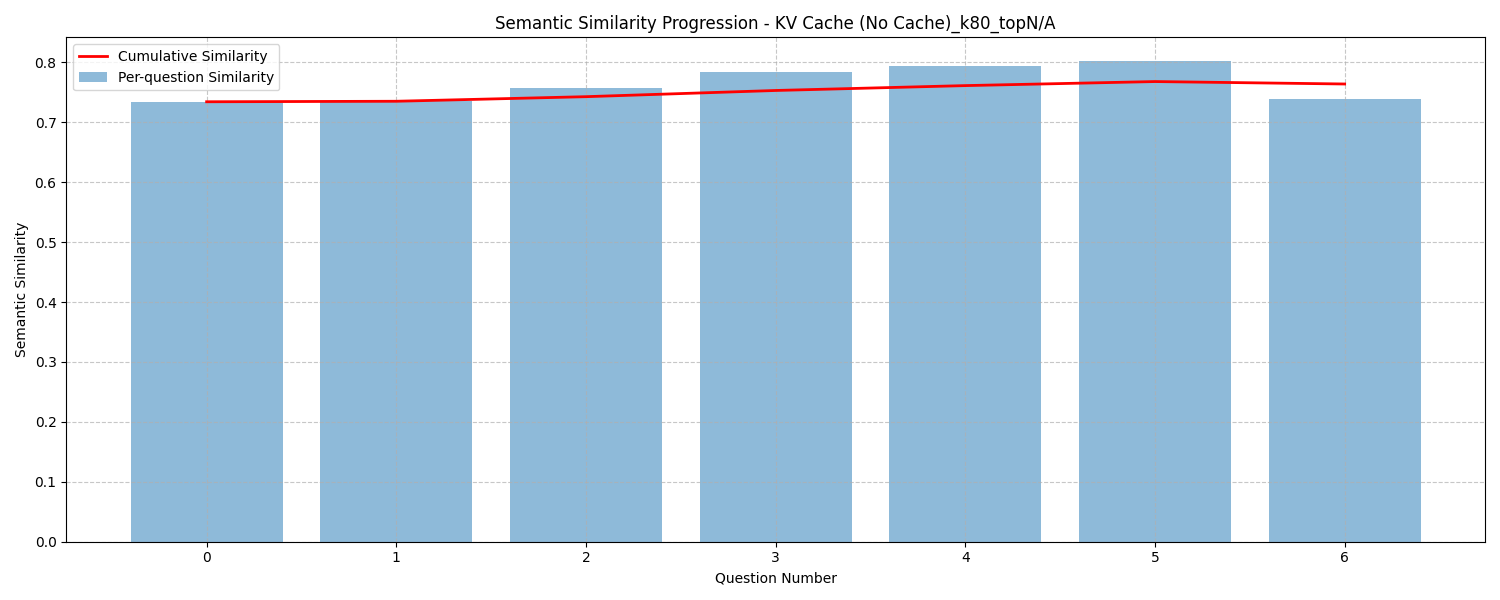 Semantic Similarity Progression - KV Cache (No Cache)_k80_topN/A
Cumulative Similarity
Per-question Similarity
Semantic Similarity
0.8
0.7
0.6
0.5
0.4
0.3
0.2
0.1
0.0
0 1 2 3 4 5 6
Question Number